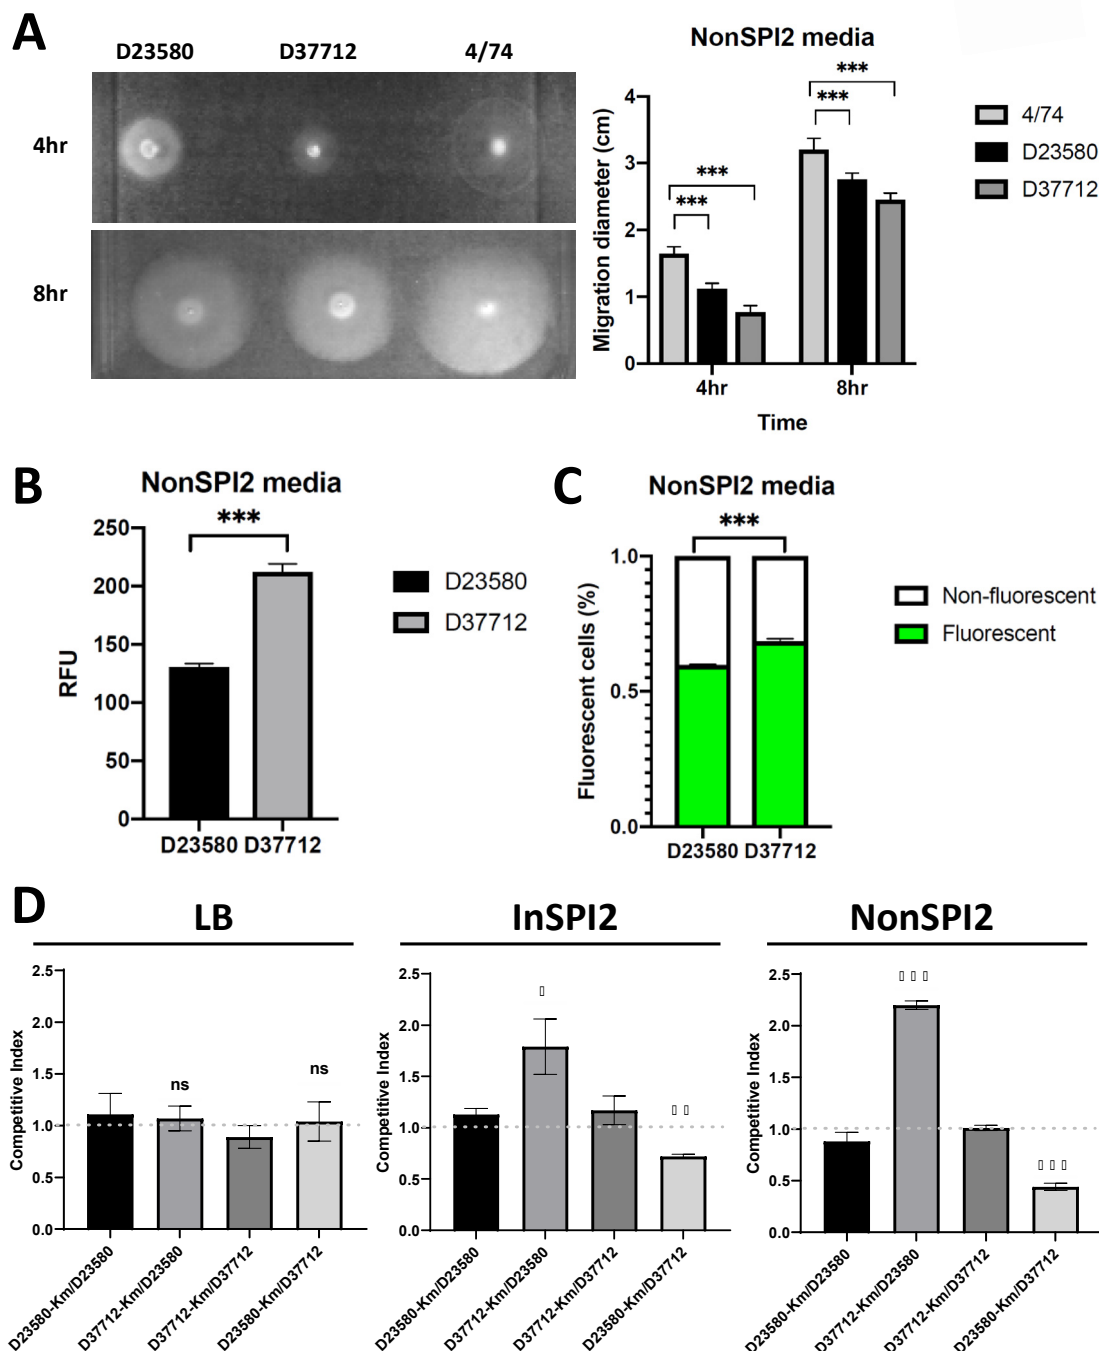 A
D23580
D37712
4/74
4hr
8hr
NonSPI2 media
Migration diameter (cm)
4
3
2
1
0
***
***
***
***
4hr
8hr
Time
4/74
D23580
D37712
B
NonSPI2 media
***
RFU
250
200
150
100
50
0
D23580 D37712
D23580
D37712
C
NonSPI2 media
***
Fluorescent cells (%)
1.0
0.5
0.0
D23580 D37712
Non-fluorescent
Fluorescent
D
LB
Competitive Index
2.5
2.0
1.5
1.0
0.5
0.0
ns
ns
D23580-Km/D23580
D37712-Km/D23580
D37712-Km/D37712
D23580-Km/D37712
InSPI2
Competitive Index
2.5
2.0
1.5
1.0
0.5
0.0
D23580-Km/D23580
D37712-Km/D23580
D37712-Km/D37712
D23580-Km/D37712
NonSPI2
Competitive Index
2.5
2.0
1.5
1.0
0.5
0.0
D23580-Km/D23580
D37712-Km/D23580
D37712-Km/D37712
D23580-Km/D37712